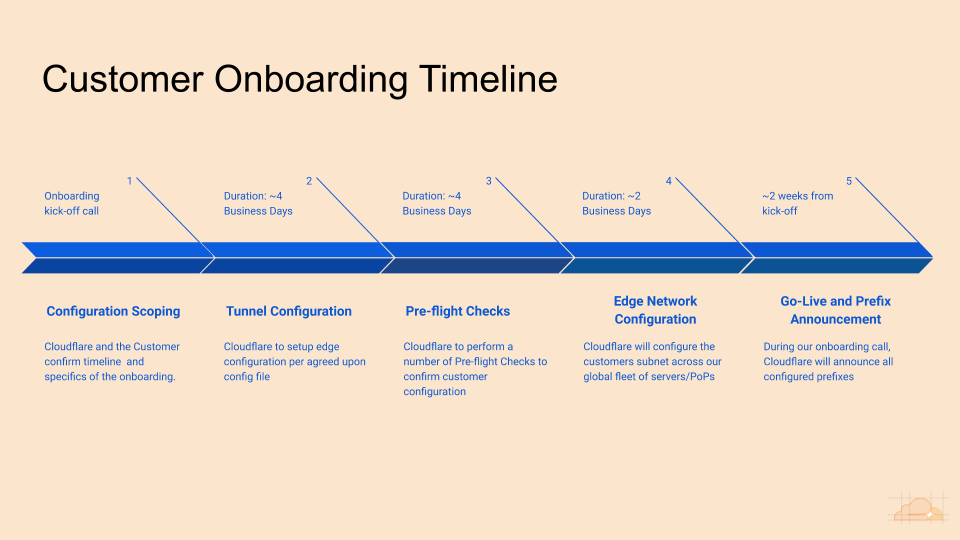 Customer Onboarding Timeline
1
Onboarding
kick-off call
2
Duration: ~4
Business Days
3
Duration: ~4
Business Days
4
Duration: ~2
Business Days
5
~2 weeks from
kick-off
Configuration Scoping
Cloudflare and the Customer
confirm timeline  and
specifics of the onboarding.
Tunnel Configuration
Cloudflare to setup edge
configuration per agreed upon
config file
Pre-flight Checks
Cloudflare to perform a
number of Pre-flight Checks to
confirm customer
configuration
Edge Network
Configuration
Cloudflare will configure the
customers subnet across our
global fleet of servers/PoPs
Go-Live and Prefix
Announcement
During our onboarding call,
Cloudflare will announce all
configured prefixes